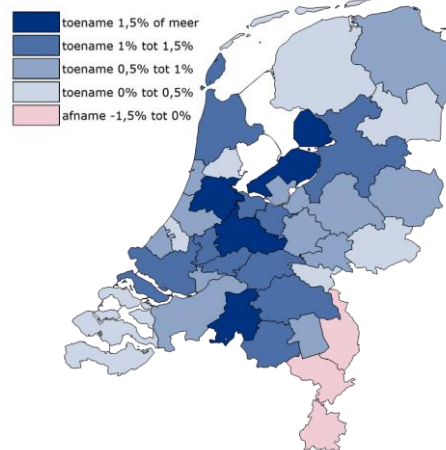 toename 1,5% of meer
toename 1% tot 1,5%
toename 0,5% tot 1%
toename 0% tot 0,5%
afname -1,5% tot 0%